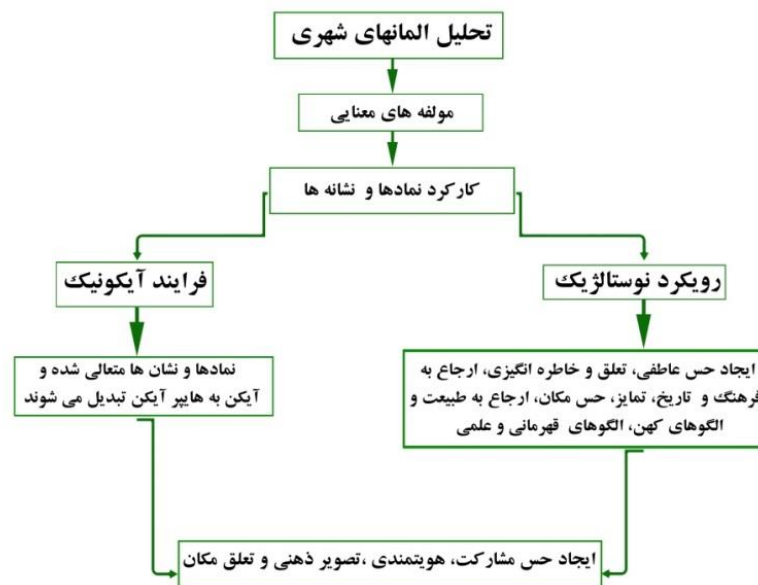 تحلیل المانهای شهری
مولفه های معنایی
کارکرد نمادها و نشانه ها
رویکرد نوستالژیک
فرایند آیکونیک
ایجاد حس عاطفی، تعلق و خاطره انگیزی، ارجاع به
فرهنگ و تاریخ، تمایز، حس مکان، ارجاع به طبیعت و
الگوهای کهن، الگوهای قهرمانی و علمی
نمادها و نشان ها متعالی شده و
آیکن به هایپر آیکن تبدیل می شوند
ایجاد حس مشارکت، هویتمندی ،تصویر ذهنی و تعلق مکان